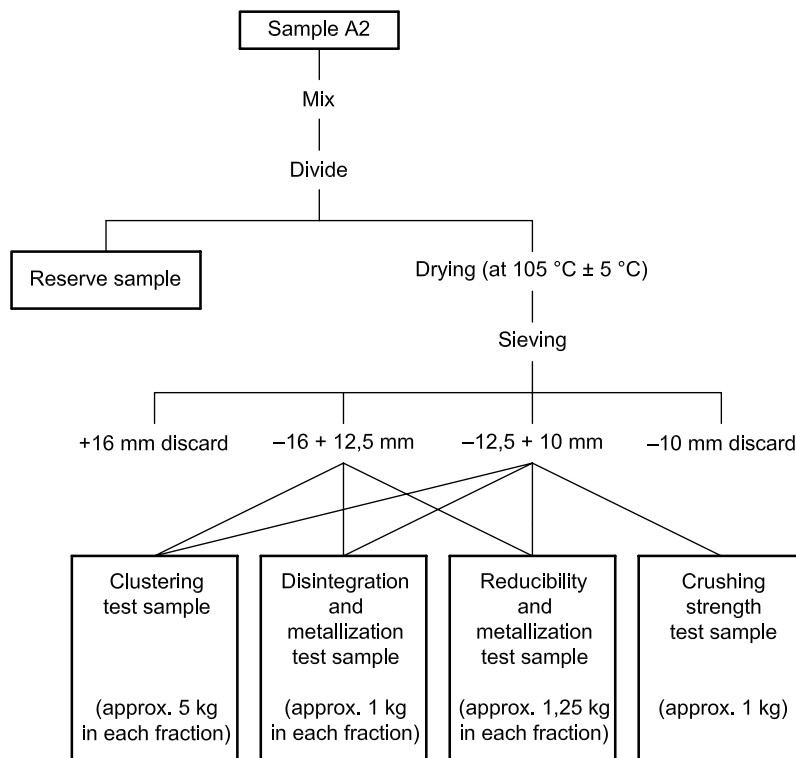 Sample A2
Mix
Divide
Reserve sample
Drying (at 105 °C ± 5 °C)
Sieving
+16 mm discard
–16 + 12,5 mm
–12,5 + 10 mm
–10 mm discard
Clustering
test sample
(approx. 5 kg
in each fraction)
Disintegration
and
metallization
test sample
(approx. 1 kg
in each fraction)
Reducibility
and
metallization
test sample
(approx. 1,25 kg
in each fraction)
Crushing
strength
test sample
(approx. 1 kg)